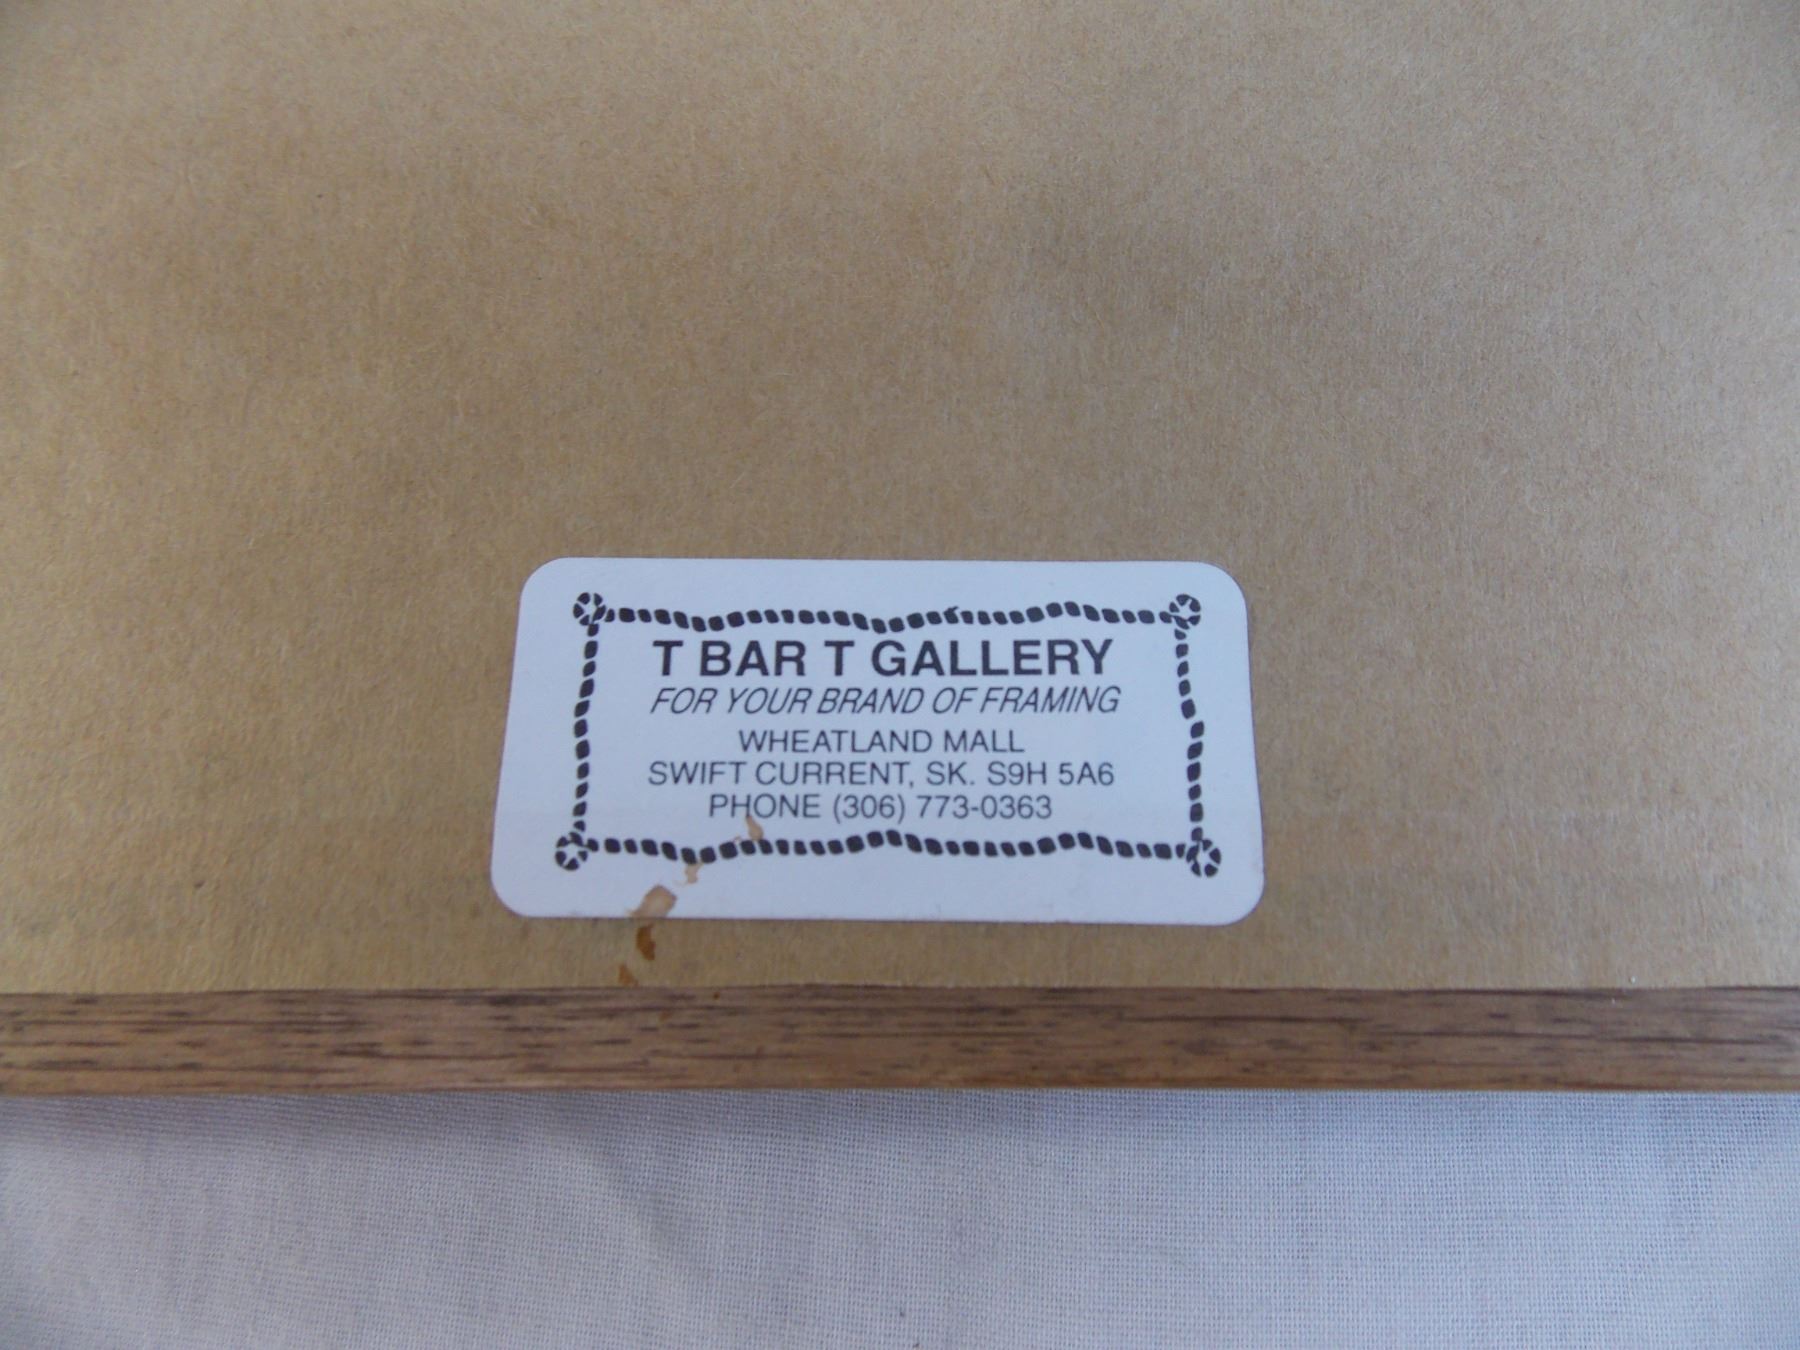 T BAR T GALLERY
FOR YOUR BRAND OF FRAMING
WHEATLAND MALL
SWIFT CURRENT, SK. S9H 5A6
PHONE (306) 773-0363